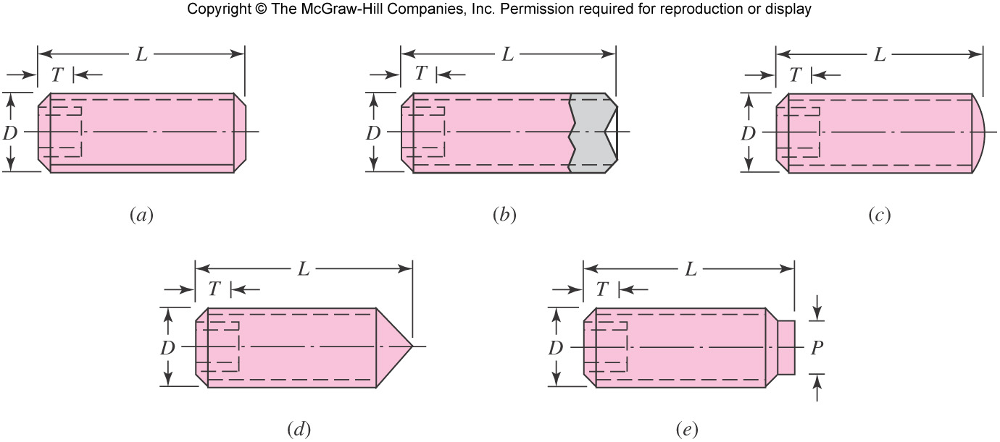 Copyright © The McGraw-Hill Companies, Inc. Permission required for reproduction or display
L L L
T T T
D D D
(a) (b) (c)
L L
T T
D D P
(d) (e)